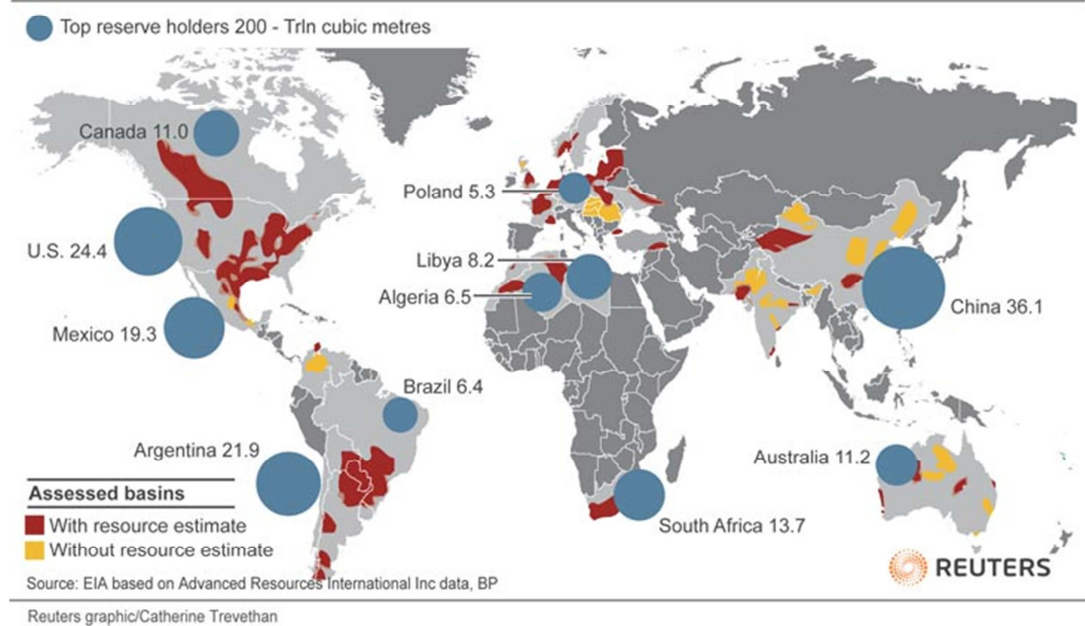 Top reserve holders 200 - Trln cubic metres
Canada 11.0
Poland 5.3
U.S. 24.4
Libya 8.2
Algeria 6.5
China 36.1
Mexico 19.3
Brazil 6.4
Argentina 21.9
Australia 11.2
South Africa 13.7
Assessed basins
With resource estimate
Without resource estimate
REUTERS
Source: EIA based on Advanced Resources International Inc data, BP
Reuters graphic/Catherine Trevethan